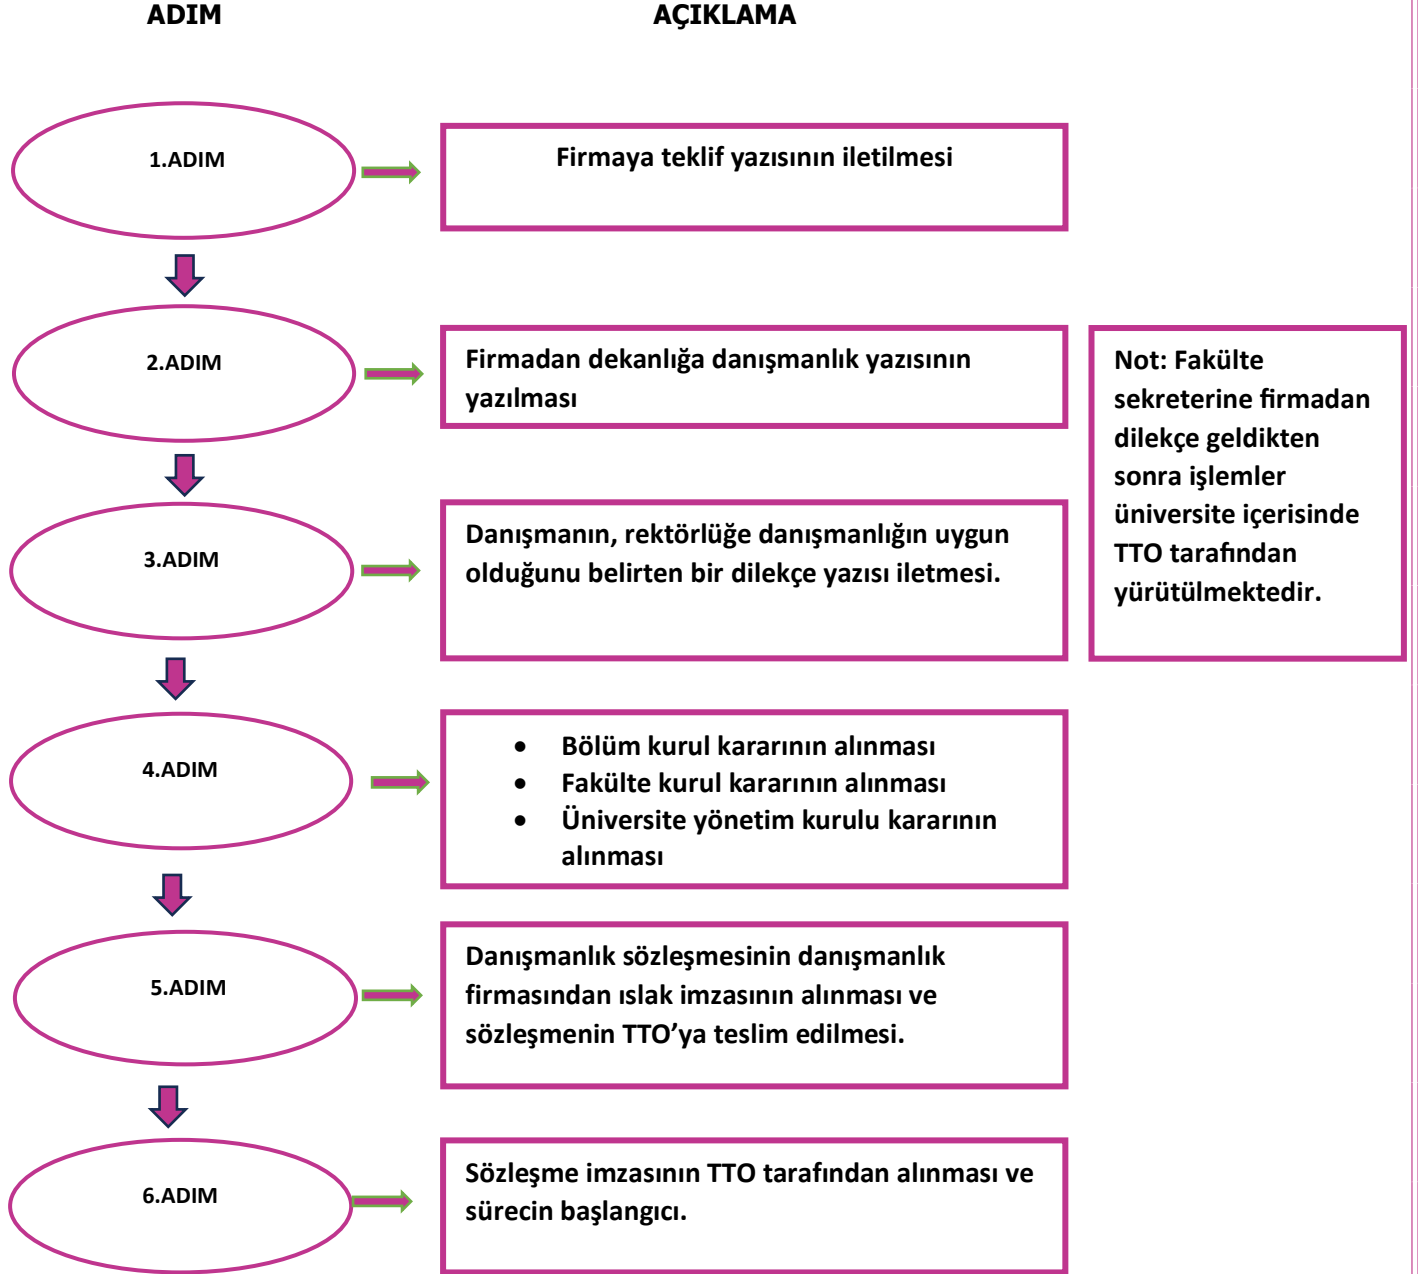 ADIM
AÇIKLAMA
1.ADIM
Firmaya teklif yazısının iletilmesi
2.ADIM
Firmadan dekanlığa danışmanlık yazısının
yazılması
Not: Fakülte
sekreterine firmadan
dilekçe geldikten
sonra işlemler
üniversite içerisinde
TTO tarafından
yürütülmektedir.
3.ADIM
Danışmanın, rektörlüğe danışmanlığın uygun
olduğunu belirten bir dilekçe yazısı iletmesi.
4.ADIM
• Bölüm kurul kararının alınması
• Fakülte kurul kararının alınması
• Üniversite yönetim kurulu kararının
alınması
5.ADIM
Danışmanlık sözleşmesinin danışmanlık
firmasından ıslak imzasının alınması ve
sözleşmenin TTO’ya teslim edilmesi.
6.ADIM
Sözleşme imzasının TTO tarafından alınması ve
sürecin başlangıcı.